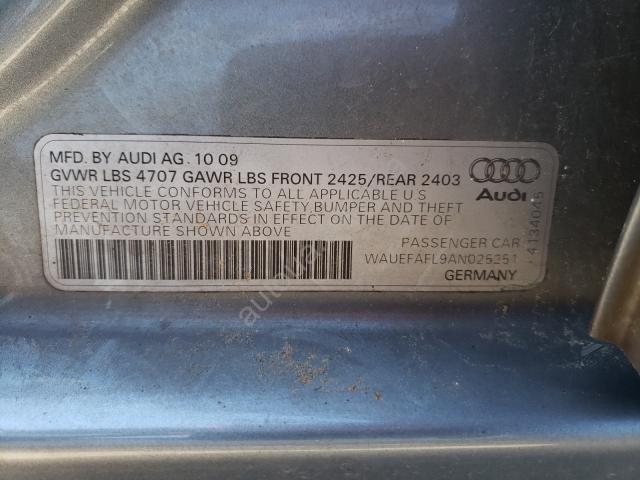 MFD. BY AUDI AG. 10 09
GVWR LBS 4707 GAWR LBS FRONT 2425/REAR 2403
THIS VEHICLE CONFORMS TO ALL APPLICABLE U S
FEDERAL MOTOR VEHICLE SAFETY BUMPER AND THEFT
PREVENTION STANDARDS IN EFFECT ON THE DATE OF
MANUFACTURE SHOWN ABOVE
Audi
4134045
PASSENGER CAR
WAUEFAFL9AN025251
GERMANY